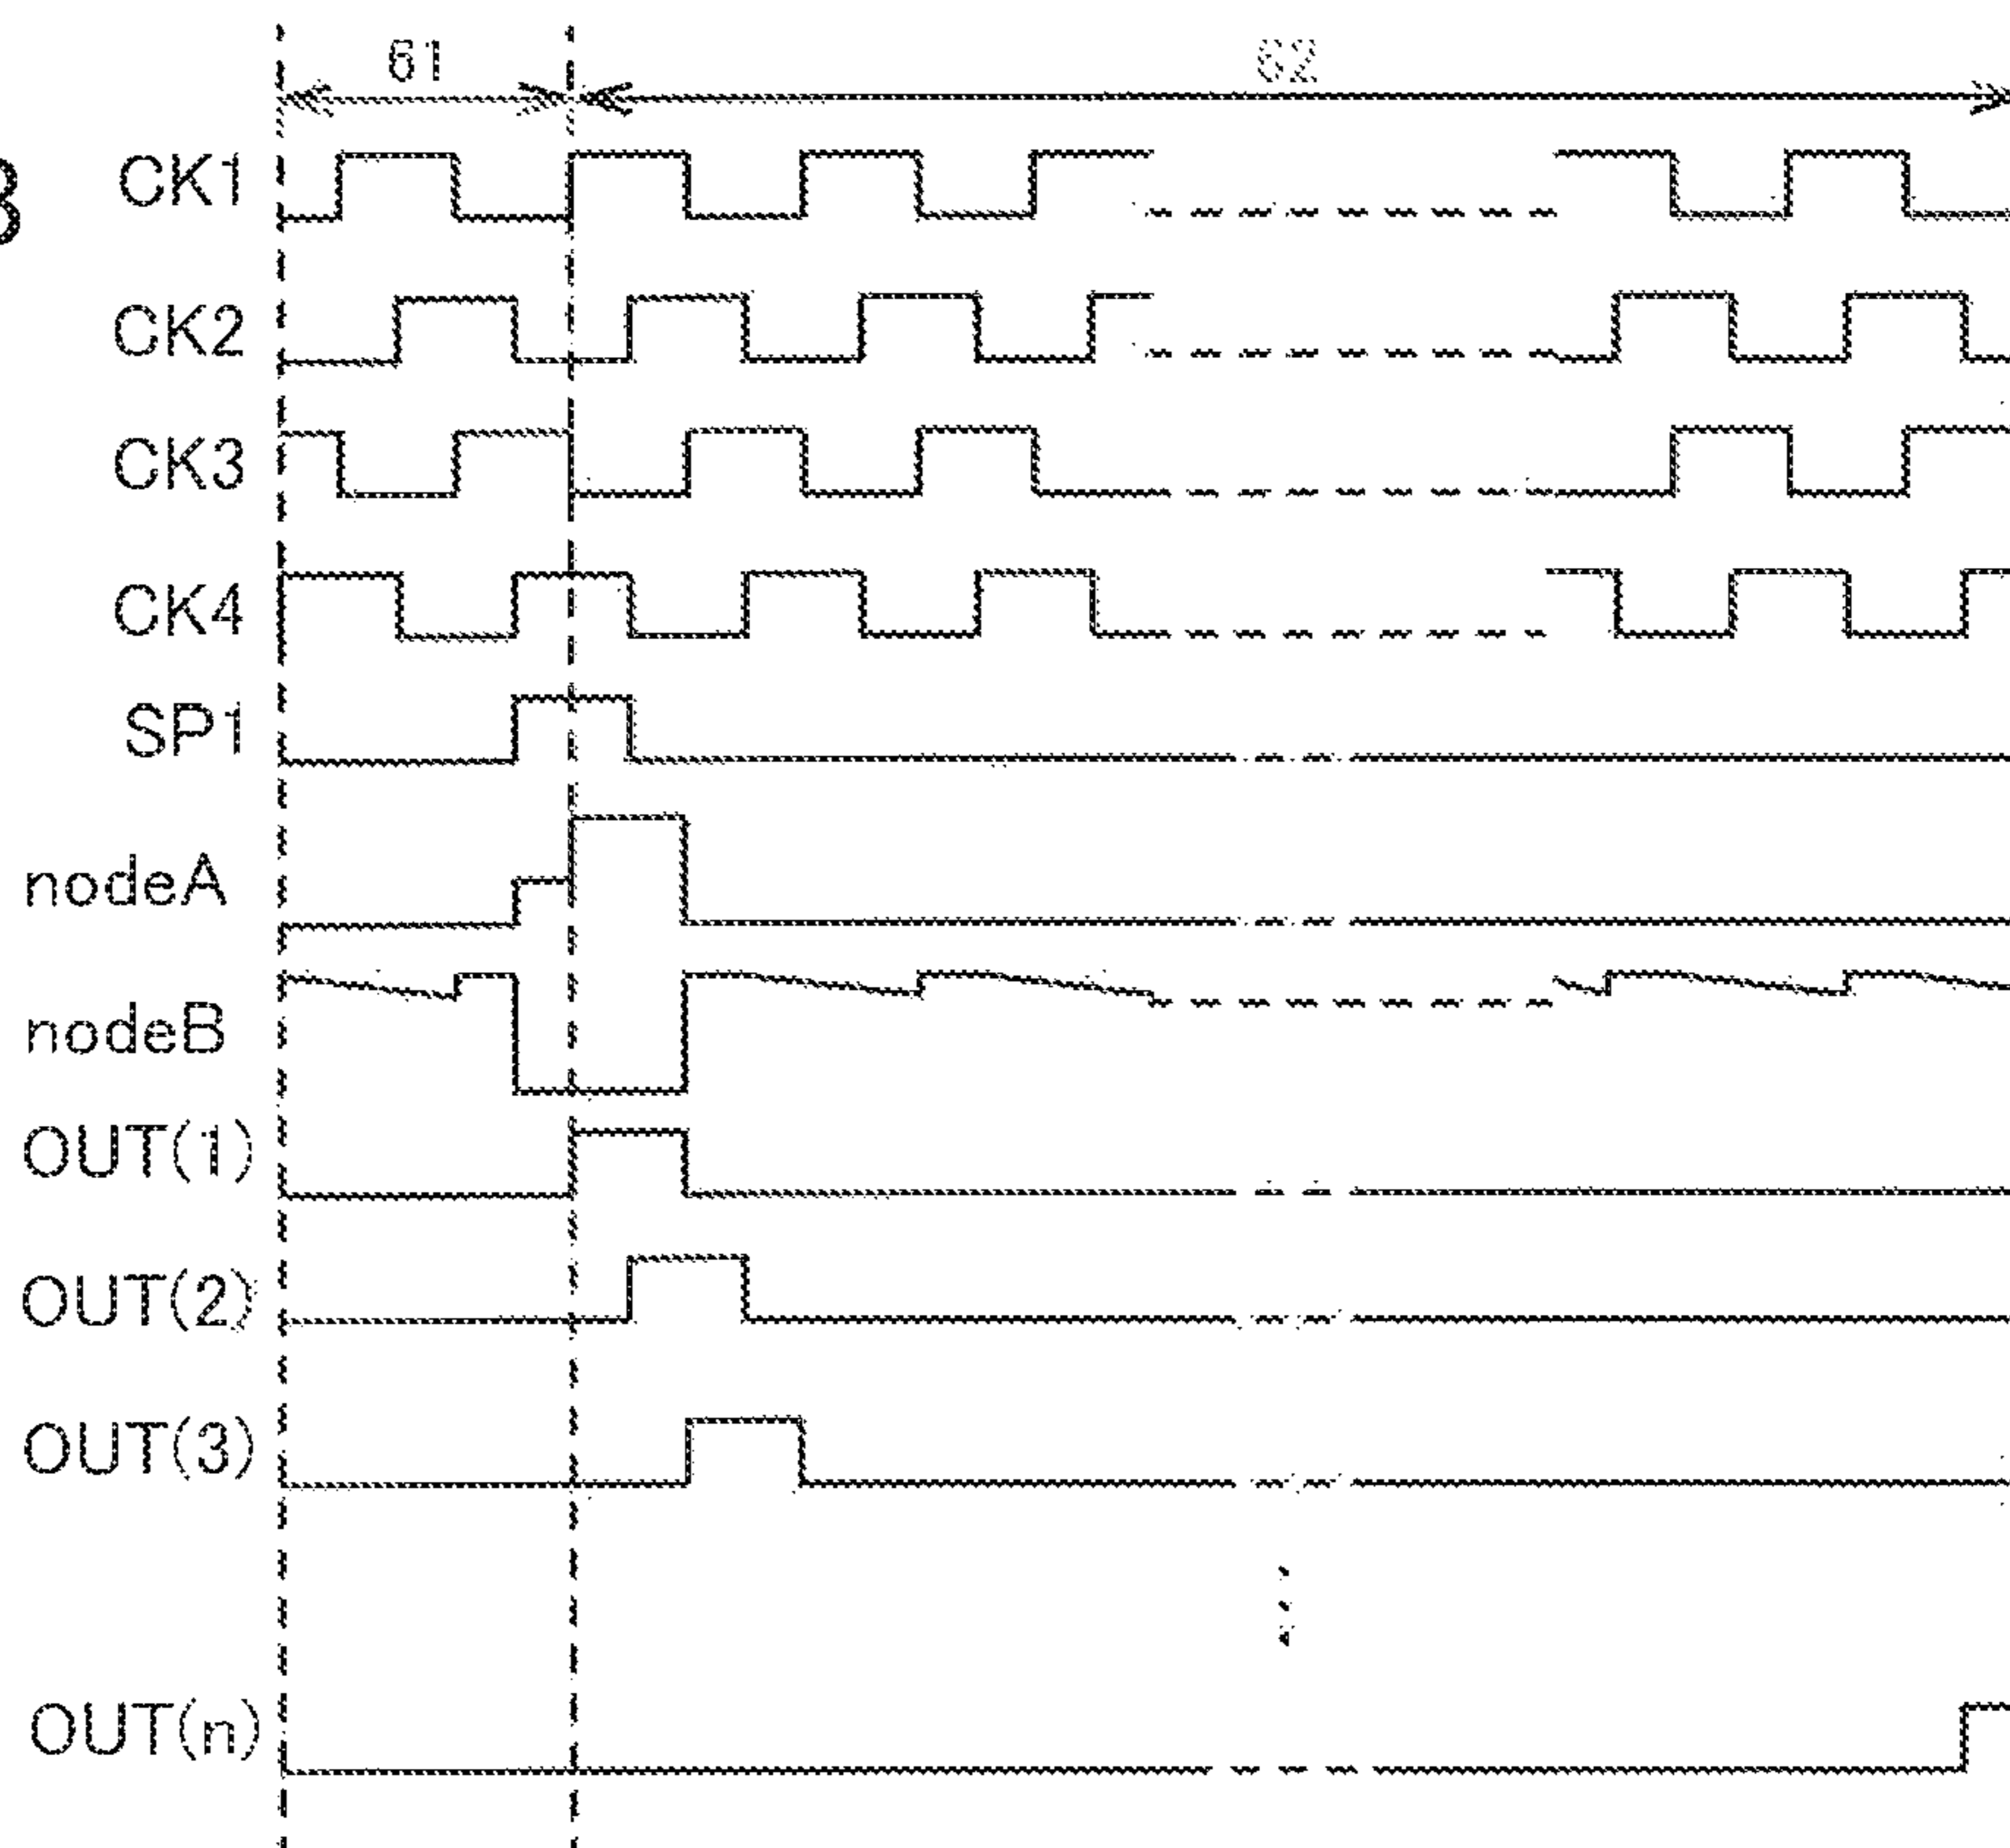 61 62
CK1
CK2
CK3
CK4
SP1
nodeA
nodeB
OUT(1)
OUT(2)
OUT(3)
OUT(n)